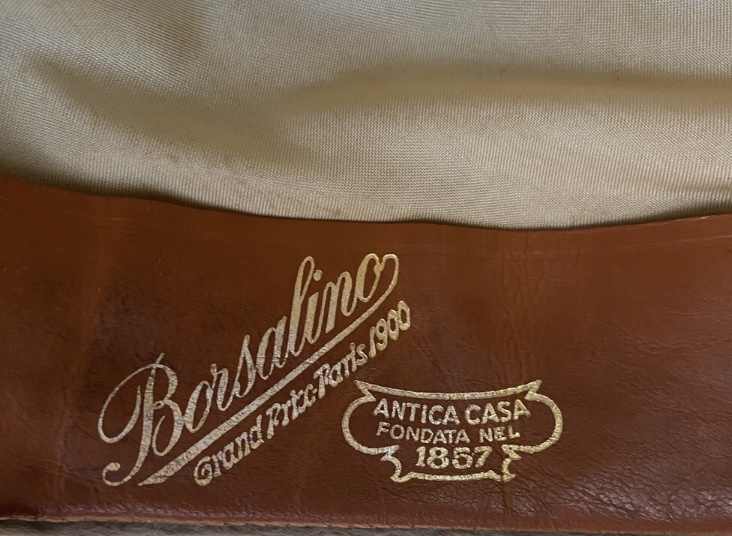 Borsalino
Grand Prix Paris 1900
ANTICA CASA
FONDATA NEL
1857